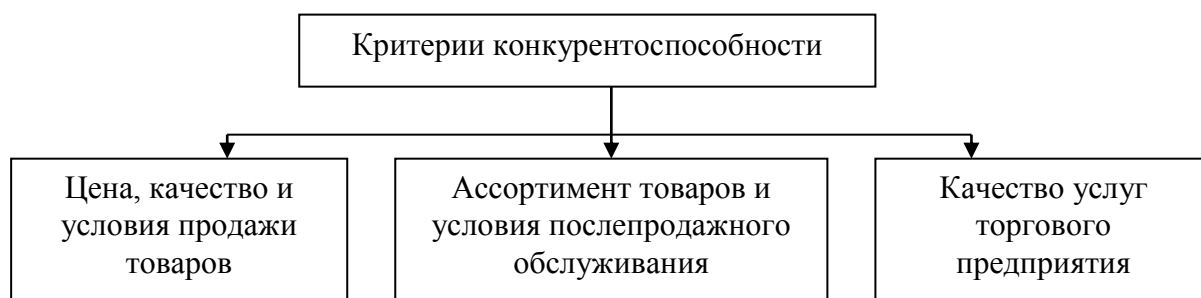 Критерии конкурентоспособности
Цена, качество и
условия продажи
товаров
Ассортимент товаров и
условия послепродажного
обслуживания
Качество услуг
торгового
предприятия